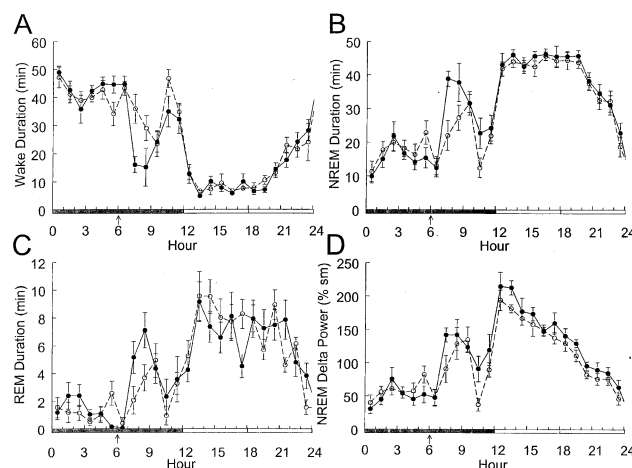 A
Wake Duration (min)
60
50
40
30
20
10
0
0 3 6 9 12 15 18 21 24
Hour
B
NREM Duration (min)
50
40
30
20
10
0
0 3 6 9 12 15 18 21 24
Hour
C
REM Duration (min)
12
10
8
6
4
2
0
0 3 6 9 12 15 18 21 24
Hour
D
NREM Delta Power (% sm)
250
200
150
100
50
0
0 3 6 9 12 15 18 21 24
Hour